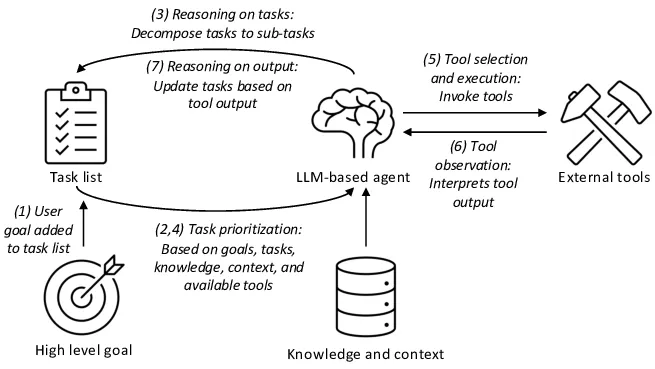 (3) Reasoning on tasks:
Decompose tasks to sub-tasks
(7) Reasoning on output:
Update tasks based on
tool output
(5) Tool selection
and execution:
Invoke tools
(6) Tool
observation:
Interprets tool
output
Task list
LLM-based agent
External tools
(1) User
goal added
to task list
(2,4) Task prioritization:
Based on goals, tasks,
knowledge, context, and
available tools
High level goal
Knowledge and context